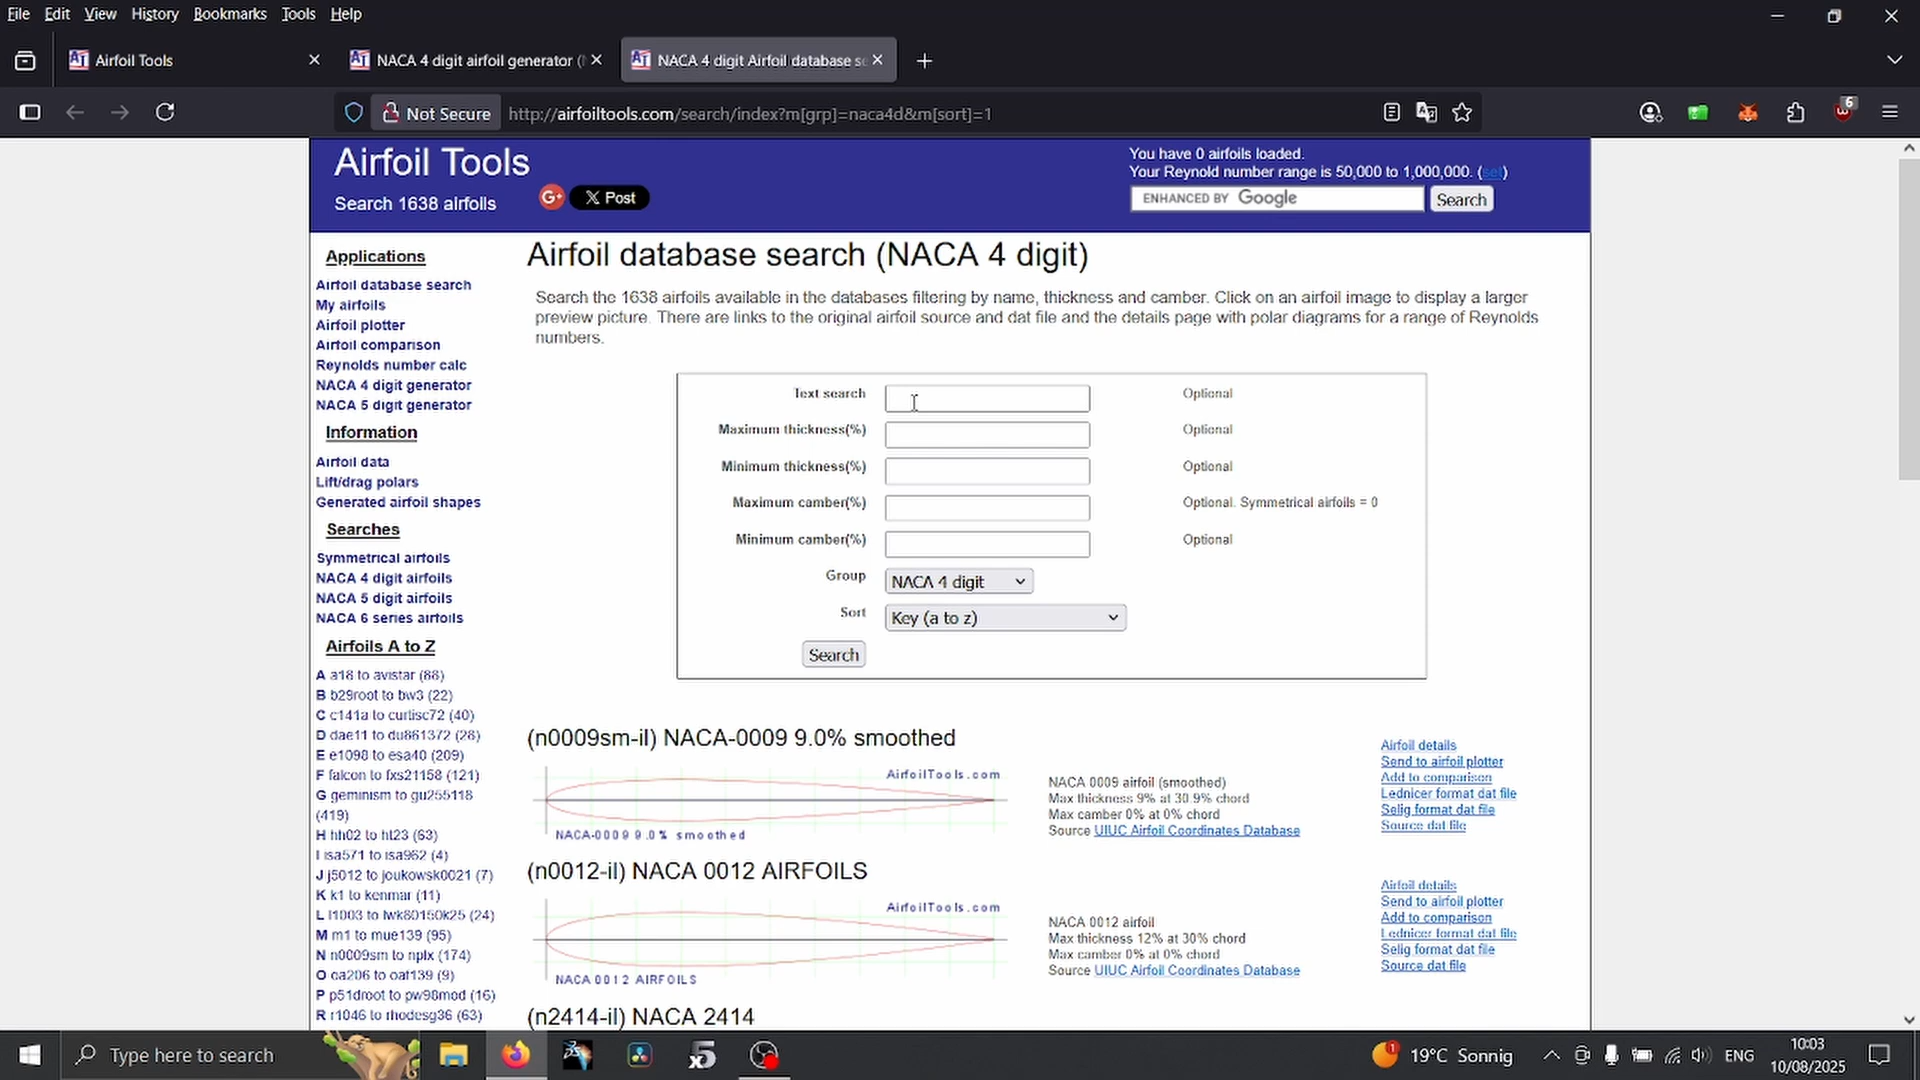 File Edit View History Bookmarks Tools Help
Airfoil Tools
NACA 4 digit airfoil generator (
NACA 4 digit Airfoil database se
Not Secure
http://airfoiltools.com/search/index?m[grp]=naca4d&m[sort]=1
6
Airfoil Tools
Search 1638 airfoils
G+
X Post
You have 0 airfoils loaded.
Your Reynold number range is 50,000 to 1,000,000. (set)
ENHANCED BY Google
Search
Applications
Airfoil database search
My airfoils
Airfoil plotter
Airfoil comparison
Reynolds number calc
NACA 4 digit generator
NACA 5 digit generator
Information
Airfoil data
Lift/drag polars
Generated airfoil shapes
Searches
Symmetrical airfoils
NACA 4 digit airfoils
NACA 5 digit airfoils
NACA 6 series airfoils
Airfoils A to Z
A a18 to avistar (88)
B b29root to bw3 (22)
C c141a to curtisc72 (40)
D dae11 to du861372 (28)
E e1098 to esa40 (209)
F falcon to fxs21158 (121)
G geminism to gu255118
(419)
H hh02 to ht23 (63)
I isa571 to isa962 (4)
J j5012 to joukowsk0021 (7)
K k1 to kenmar (11)
L l1003 to lwk80150k25 (24)
M m1 to mue139 (95)
N n0009sm to nplx (174)
O oa206 to oaf139 (9)
P p51droot to pw98mod (16)
R r1046 to rhodesg36 (63)
Airfoil database search (NACA 4 digit)
Search the 1638 airfoils available in the databases filtering by name, thickness and camber. Click on an airfoil image to display a larger
preview picture. There are links to the original airfoil source and dat file and the details page with polar diagrams for a range of Reynolds
numbers.
Text search Optional
Maximum thickness(%) Optional
Minimum thickness(%) Optional
Maximum camber(%) Optional. Symmetrical airfoils = 0
Minimum camber(%) Optional
Group NACA 4 digit
Sort Key (a to z)
Search
(n0009sm-il) NACA-0009 9.0% smoothed
AirfoilTools.com
NACA-0009 9.0% smoothed
NACA 0009 airfoil (smoothed)
Max thickness 9% at 30.9% chord
Max camber 0% at 0% chord
Source UIUC Airfoil Coordinates Database
Airfoil details
Send to airfoil plotter
Add to comparison
Lednicer format dat file
Selig format dat file
Source dat file
(n0012-il) NACA 0012 AIRFOILS
AirfoilTools.com
NACA 0012 AIRFOILS
NACA 0012 airfoil
Max thickness 12% at 30% chord
Max camber 0% at 0% chord
Source UIUC Airfoil Coordinates Database
Airfoil details
Send to airfoil plotter
Add to comparison
Lednicer format dat file
Selig format dat file
Source dat file
(n2414-il) NACA 2414
Type here to search
x5
1
19°C Sonnig
ENG
10:03
10/08/2025